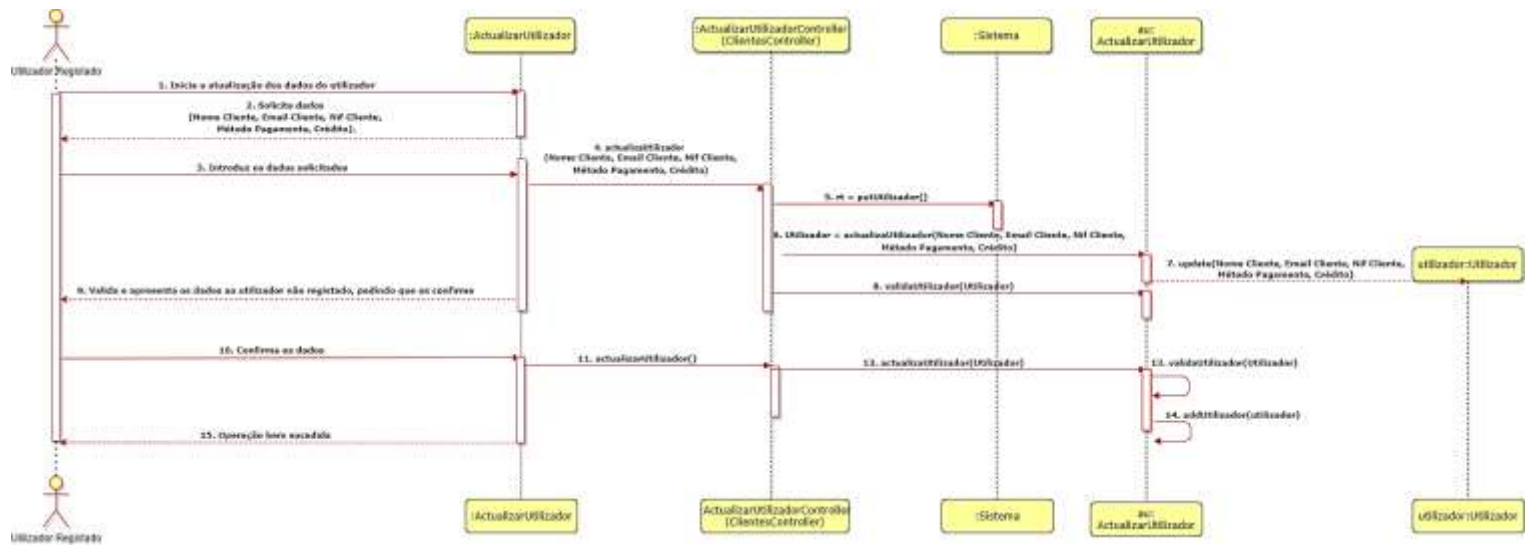 :ActualizarUtilizador
:ActualizarUtilizadorController
(ClientesController)
:Sistema
au:
ActualizarUtilizador
Utilizador Registado
1. Inicia a atualização dos dados do utilizador
2. Solicita dados
(Nome Cliente, Email Cliente, Nif Cliente,
Método Pagamento, Crédito).
3. Introduz os dados solicitados
4. actualizaUtilizador
(Nome Cliente, Email Cliente, Nif Cliente,
Método Pagamento, Crédito)
5. rt = putUtilizador()
6. Utilizador = actualizaUtilizador(Nome Cliente, Email Cliente, Nif Cliente,
Método Pagamento, Crédito)
7. update(Nome Cliente, Email Cliente, Nif Cliente,
Método Pagamento, Crédito)
utilizador:Utilizador
8. validaUtilizador(Utilizador)
9. Valida e apresenta os dados ao utilizador não registado, pedindo que os confirme
10. Confirma os dados
11. actualizarUtilizador()
12. actualizaUtilizador(Utilizador)
13. validaUtilizador(Utilizador)
14. addUtilizador(utilizador)
15. Operação bem sucedida
:ActualizarUtilizador
:ActualizarUtilizadorController
(ClientesController)
:Sistema
au:
ActualizarUtilizador
utilizador:Utilizador
Utilizador Registado